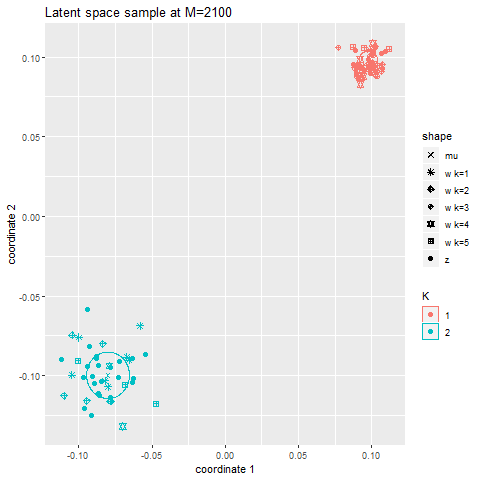 Latent space sample at M=2100
0.10
0.05
0.00
-0.05
-0.10
coordinate 2
-0.10
-0.05
0.00
0.05
0.10
coordinate 1
shape
mu
w k=1
w k=2
w k=3
w k=4
w k=5
z
K
1
2